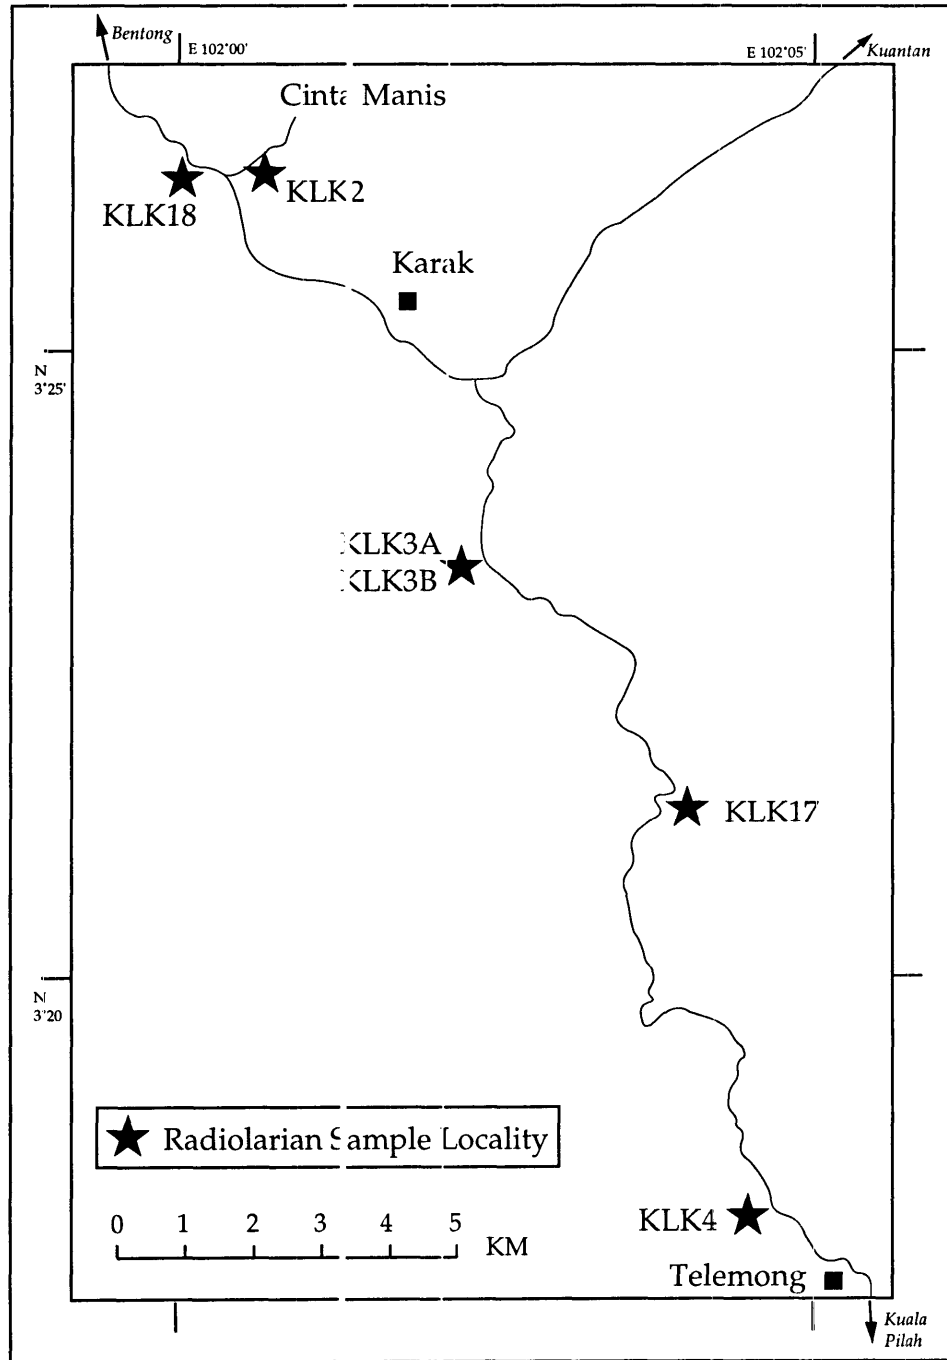 Bentong
E 102°00'
E 102°05'
Kuantan
Cinta Manis
KLK18
KLK2
Karak
N
3°25'
KLK3A
KLK3B
KLK17
N
3°20
Radiolarian Sample Locality
0 1 2 3 4 5
KM
KLK4
Telemong
Kuala
Pilah